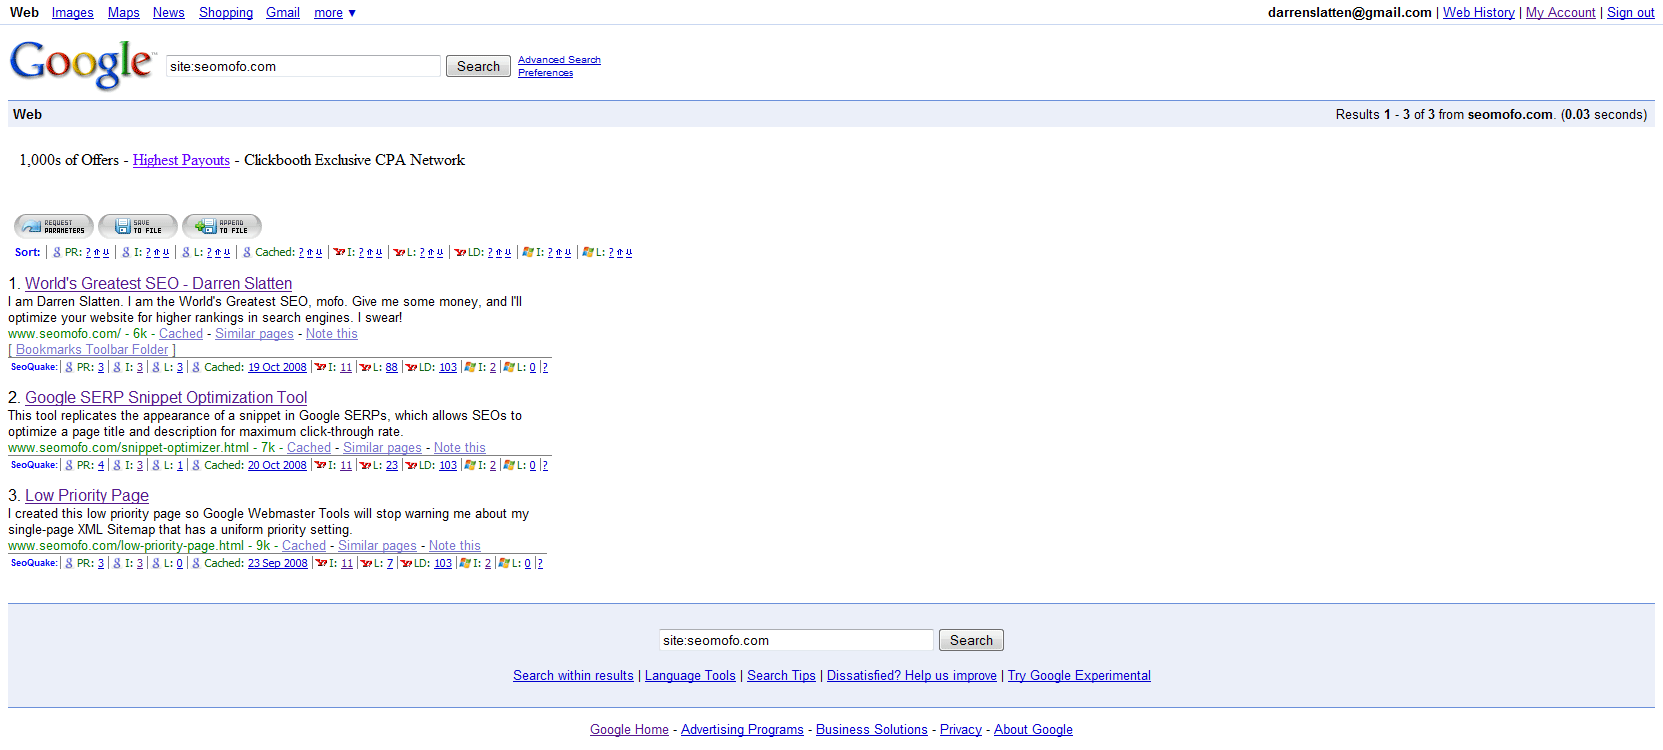 Web Images Maps News Shopping Gmail more ▼ darrenslatten@gmail.com | Web History | My Account | Sign out
Google™ site:seomofo.com Search Advanced Search
Preferences
Web Results 1 - 3 of 3 from seomofo.com. (0.03 seconds)
1,000s of Offers - Highest Payouts - Clickbooth Exclusive CPA Network
REQUEST PARAMETERS SAVE TO FILE APPEND TO FILE
Sort: | g PR: ? | g I: ? | g L: ? | g Cached: ? | Y I: ? | Y L: ? | Y LD: ? | I: ? | L: ?
1. World's Greatest SEO - Darren Slatten
I am Darren Slatten. I am the World's Greatest SEO, mofo. Give me some money, and I'll
optimize your website for higher rankings in search engines. I swear!
www.seomofo.com/ - 6k - Cached - Similar pages - Note this
[ Bookmarks Toolbar Folder ]
SeoQuake: | g PR: 3 | g I: 3 | g L: 3 | g Cached: 19 Oct 2008 | Y I: 11 | Y L: 88 | Y LD: 103 | I: 2 | L: 0 | ?
2. Google SERP Snippet Optimization Tool
This tool replicates the appearance of a snippet in Google SERPs, which allows SEOs to
optimize a page title and description for maximum click-through rate.
www.seomofo.com/snippet-optimizer.html - 7k - Cached - Similar pages - Note this
SeoQuake: | g PR: 4 | g I: 3 | g L: 1 | g Cached: 20 Oct 2008 | Y I: 11 | Y L: 23 | Y LD: 103 | I: 2 | L: 0 | ?
3. Low Priority Page
I created this low priority page so Google Webmaster Tools will stop warning me about my
single-page XML Sitemap that has a uniform priority setting.
www.seomofo.com/low-priority-page.html - 9k - Cached - Similar pages - Note this
SeoQuake: | g PR: 3 | g I: 3 | g L: 0 | g Cached: 23 Sep 2008 | Y I: 11 | Y L: 7 | Y LD: 103 | I: 2 | L: 0 | ?
site:seomofo.com Search
Search within results | Language Tools | Search Tips | Dissatisfied? Help us improve | Try Google Experimental
Google Home - Advertising Programs - Business Solutions - Privacy - About Google